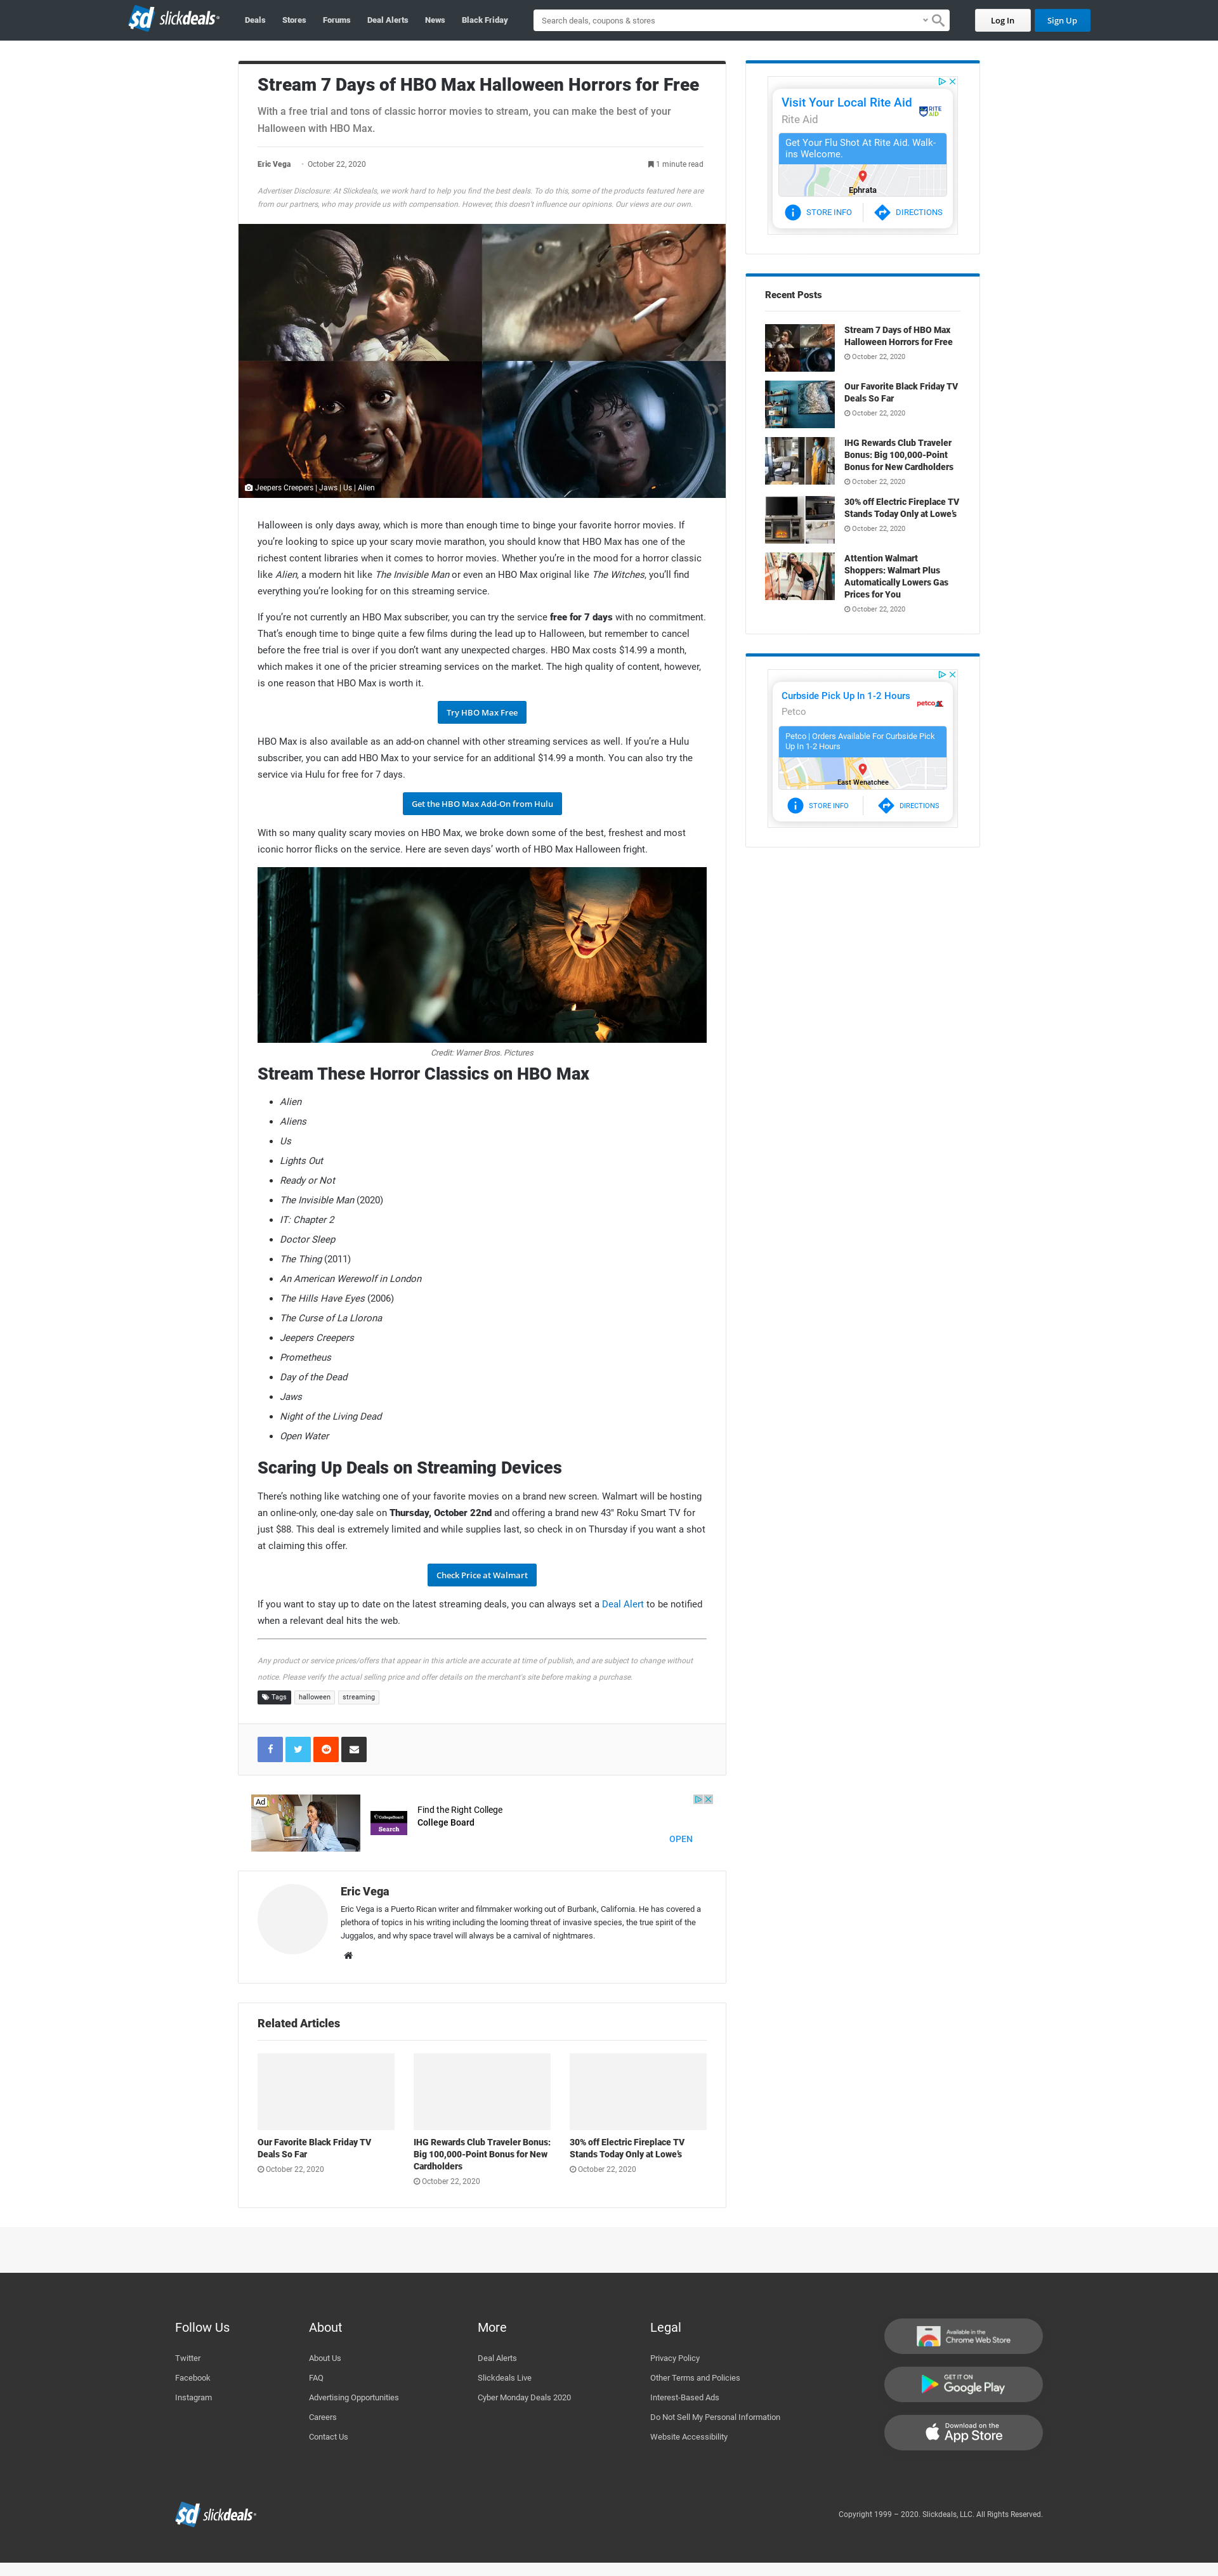 sd slickdeals
Deals
Stores
Forums
Deal Alerts
News
Black Friday
Search deals, coupons & stores
Log In
Sign Up
Stream 7 Days of HBO Max Halloween Horrors for Free
With a free trial and tons of classic horror movies to stream, you can make the best of your
Halloween with HBO Max.
Eric Vega · October 22, 2020
1 minute read
Advertiser Disclosure: At Slickdeals, we work hard to help you find the best deals. To do this, some of the products featured here are
from our partners, who may provide us with compensation. However, this doesn't influence our opinions. Our views are our own.
Jeepers Creepers | Jaws | Us | Alien
Halloween is only days away, which is more than enough time to binge your favorite horror movies. If
you're looking to spice up your scary movie marathon, you should know that HBO Max has one of the
richest content libraries when it comes to horror movies. Whether you're in the mood for a horror classic
like Alien, a modern hit like The Invisible Man or even an HBO Max original like The Witches, you'll find
everything you're looking for on this streaming service.
If you're not currently an HBO Max subscriber, you can try the service free for 7 days with no commitment.
That's enough time to binge quite a few films during the lead up to Halloween, but remember to cancel
before the free trial is over if you don't want any unexpected charges. HBO Max costs $14.99 a month,
which makes it one of the pricier streaming services on the market. The high quality of content, however,
is one reason that HBO Max is worth it.
Try HBO Max Free
HBO Max is also available as an add-on channel with other streaming services as well. If you're a Hulu
subscriber, you can add HBO Max to your service for an additional $14.99 a month. You can also try the
service via Hulu for free for 7 days.
Get the HBO Max Add-On from Hulu
With so many quality scary movies on HBO Max, we broke down some of the best, freshest and most
iconic horror flicks on the service. Here are seven days' worth of HBO Max Halloween fright.
Credit: Warner Bros. Pictures
Stream These Horror Classics on HBO Max
• Alien
• Aliens
• Us
• Lights Out
• Ready or Not
• The Invisible Man (2020)
• IT: Chapter 2
• Doctor Sleep
• The Thing (2011)
• An American Werewolf in London
• The Hills Have Eyes (2006)
• The Curse of La Llorona
• Jeepers Creepers
• Prometheus
• Day of the Dead
• Jaws
• Night of the Living Dead
• Open Water
Scaring Up Deals on Streaming Devices
There's nothing like watching one of your favorite movies on a brand new screen. Walmart will be hosting
an online-only, one-day sale on Thursday, October 22nd and offering a brand new 43" Roku Smart TV for
just $88. This deal is extremely limited and while supplies last, so check in on Thursday if you want a shot
at claiming this offer.
Check Price at Walmart
If you want to stay up to date on the latest streaming deals, you can always set a Deal Alert to be notified
when a relevant deal hits the web.
Any product or service prices/offers that appear in this article are accurate at time of publish, and are subject to change without
notice. Please verify the actual selling price and offer details on the merchant's site before making a purchase.
Tags
halloween
streaming
Ad
CollegeBoard
Search
Find the Right College
College Board
OPEN
Eric Vega
Eric Vega is a Puerto Rican writer and filmmaker working out of Burbank, California. He has covered a
plethora of topics in his writing including the looming threat of invasive species, the true spirit of the
Juggalos, and why space travel will always be a carnival of nightmares.
Related Articles
Our Favorite Black Friday TV
Deals So Far
October 22, 2020
IHG Rewards Club Traveler Bonus:
Big 100,000-Point Bonus for New
Cardholders
October 22, 2020
30% off Electric Fireplace TV
Stands Today Only at Lowe's
October 22, 2020
Visit Your Local Rite Aid
Rite Aid
RITE
AID
Get Your Flu Shot At Rite Aid. Walk-
ins Welcome.
Ephrata
STORE INFO
DIRECTIONS
Recent Posts
Stream 7 Days of HBO Max
Halloween Horrors for Free
October 22, 2020
Our Favorite Black Friday TV
Deals So Far
October 22, 2020
IHG Rewards Club Traveler
Bonus: Big 100,000-Point
Bonus for New Cardholders
October 22, 2020
30% off Electric Fireplace TV
Stands Today Only at Lowe's
October 22, 2020
Attention Walmart
Shoppers: Walmart Plus
Automatically Lowers Gas
Prices for You
October 22, 2020
Curbside Pick Up In 1-2 Hours
Petco
petco
Petco | Orders Available For Curbside Pick
Up In 1-2 Hours
East Wenatchee
STORE INFO
DIRECTIONS
Follow Us
Twitter
Facebook
Instagram
About
About Us
FAQ
Advertising Opportunities
Careers
Contact Us
More
Deal Alerts
Slickdeals Live
Cyber Monday Deals 2020
Legal
Privacy Policy
Other Terms and Policies
Interest-Based Ads
Do Not Sell My Personal Information
Website Accessibility
Available in the
Chrome Web Store
GET IT ON
Google Play
Download on the
App Store
sd slickdeals
Copyright 1999 – 2020. Slickdeals, LLC. All Rights Reserved.